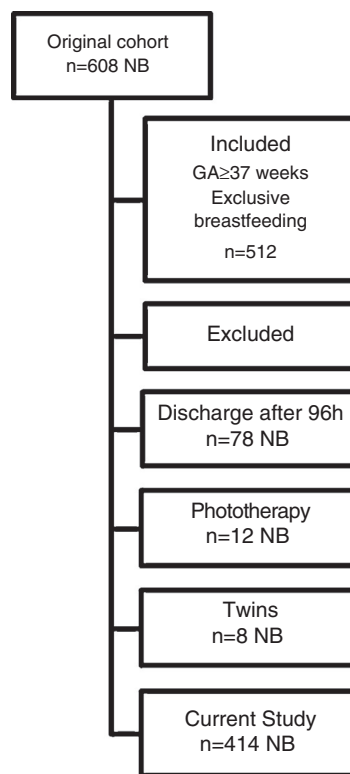 Original cohort
n=608 NB
Included
GA≥37 weeks
Exclusive
breastfeeding
n=512
Excluded
Discharge after 96h
n=78 NB
Phototherapy
n=12 NB
Twins
n=8 NB
Current Study
n=414 NB